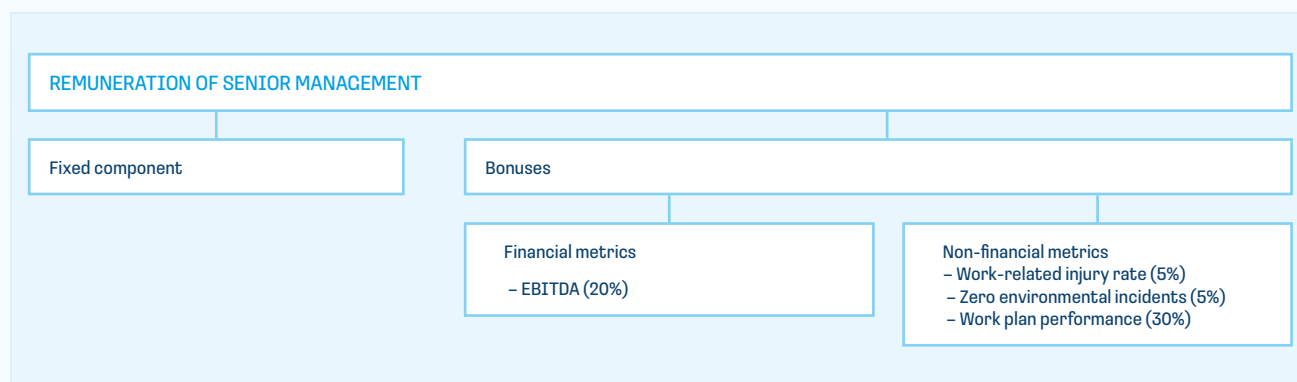 REMUNERATION OF SENIOR MANAGEMENT
Fixed component
Bonuses
Financial metrics
– EBITDA (20%)
Non-financial metrics
– Work-related injury rate (5%)
– Zero environmental incidents (5%)
– Work plan performance (30%)